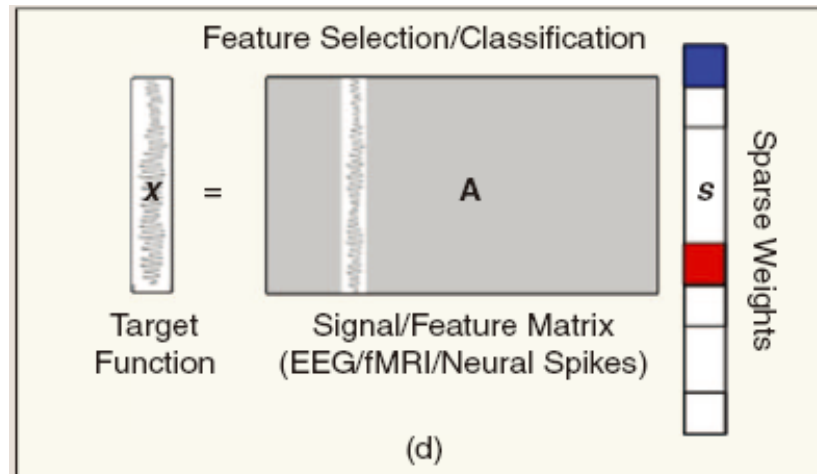 Feature Selection/Classification
x
=
A
s
Sparse Weights
Target
Function
Signal/Feature Matrix
(EEG/fMRI/Neural Spikes)
(d)